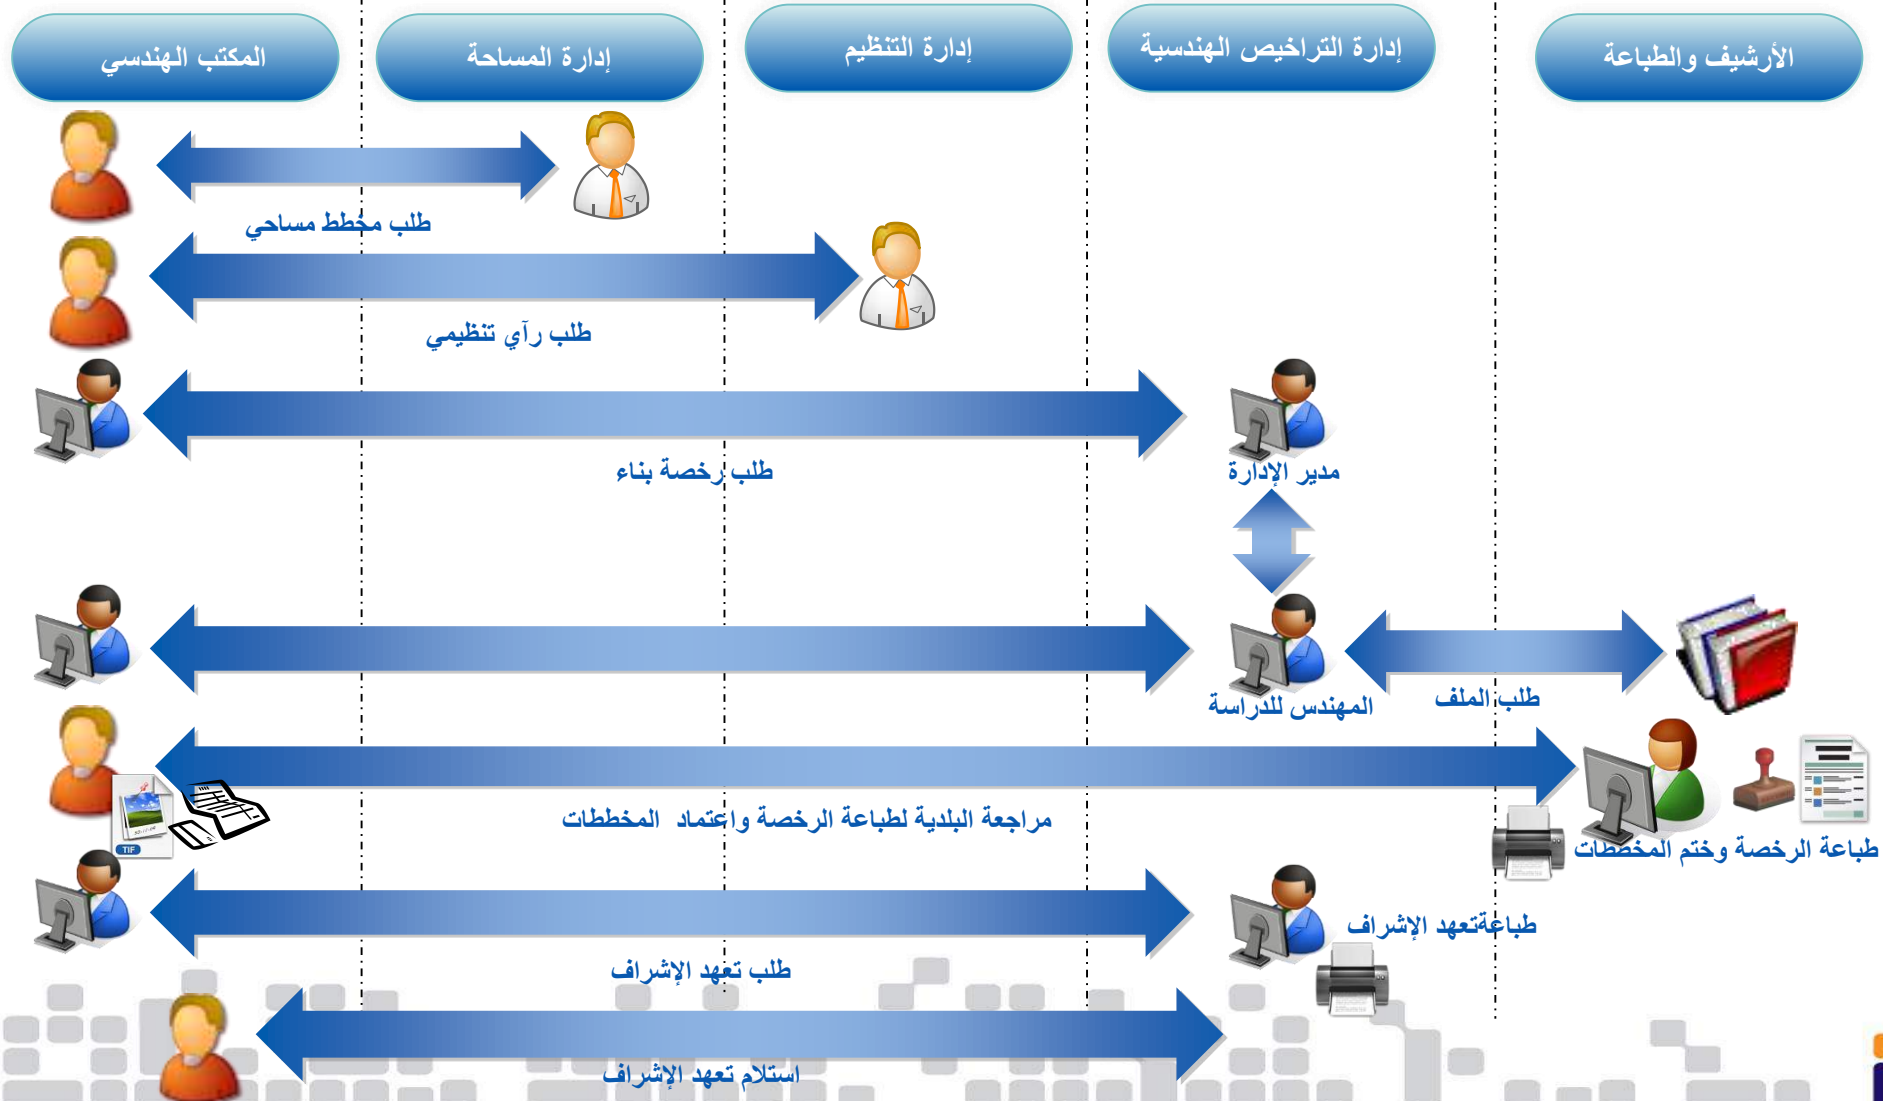 المكتب الهندسي
إدارة المساحة
إدارة التنظيم
إدارة التراخيص الهندسية
الأرشيف والطباعة
طلب مخطط مساحي
طلب رآي تنظيمي
طلب رخصة بناء
مدير الإدارة
المهندس للدراسة
طلب الملف
مراجعة البلدية لطباعة الرخصة واعتماد المخططات
TIF
طباعة الرخصة وختم المخططات
طباعةتعهد الإشراف
طلب تعهد الإشراف
استلام تعهد الإشراف